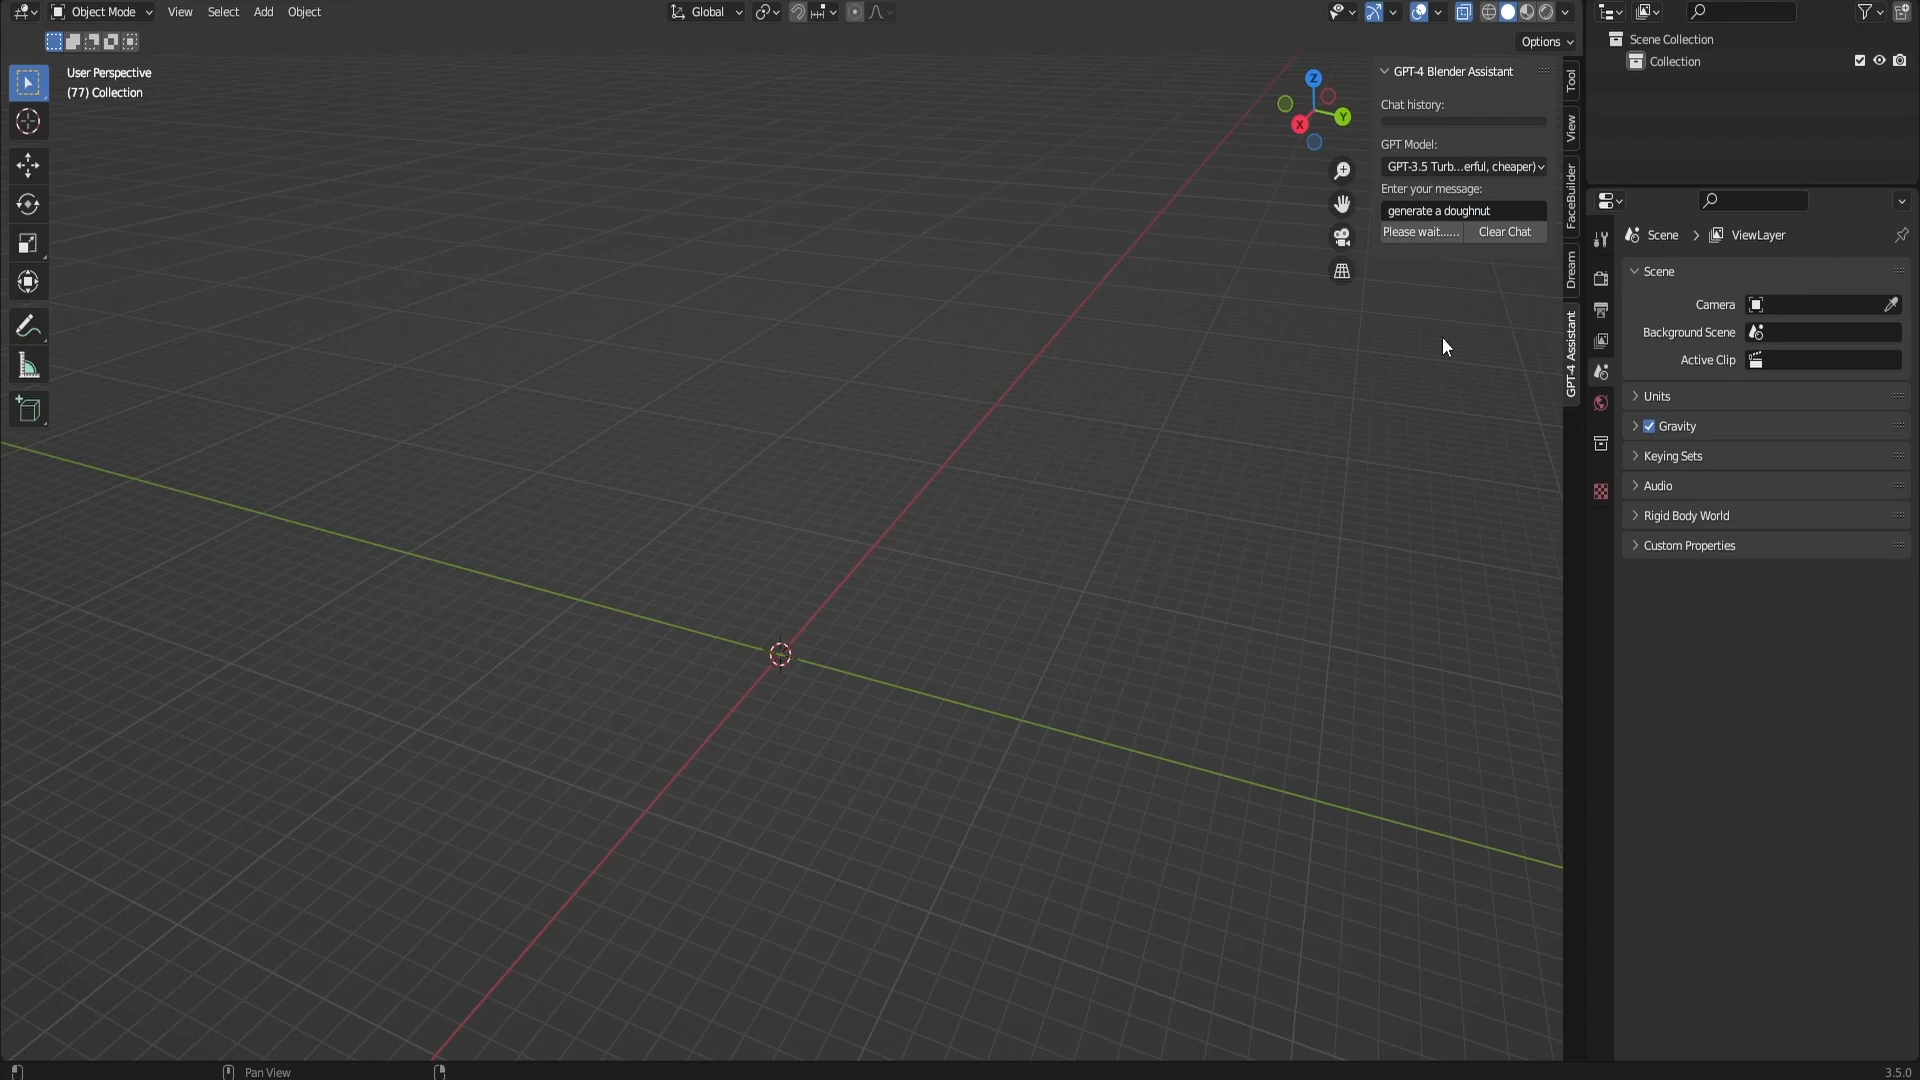 Object Mode View Select Add Object Global
Options
User Perspective
(77) Collection
Z
Y
X
GPT-4 Blender Assistant
Chat history:
GPT Model:
GPT-3.5 Turb...erful, cheaper)
Enter your message:
generate a doughnut
Please wait...... Clear Chat
Tool
View
FaceBuilder
Dream
GPT-4 Assistant
Scene Collection
Collection
Scene > ViewLayer
Scene
Camera
Background Scene
Active Clip
Units
Gravity
Keying Sets
Audio
Rigid Body World
Custom Properties
Pan View
3.5.0